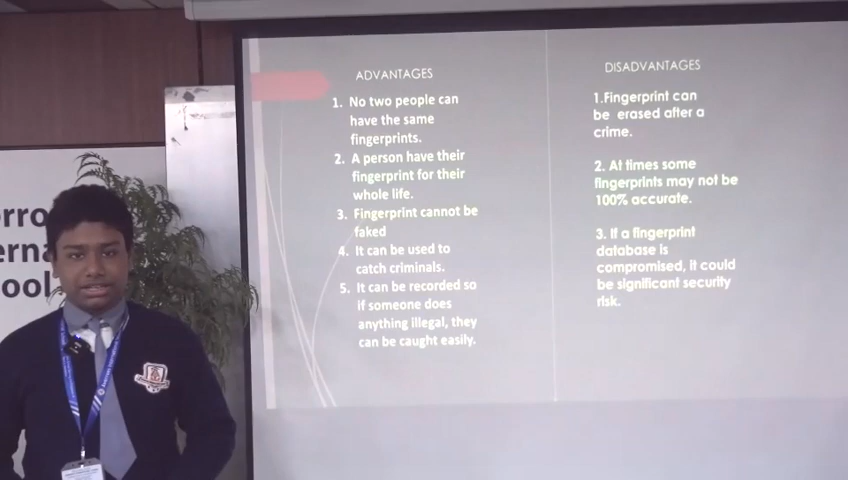 ADVANTAGES
1. No two people can
have the same
fingerprints.
2. A person have their
fingerprint for their
whole life.
3. Fingerprint cannot be
faked
4. It can be used to
catch criminals.
5. It can be recorded so
if someone does
anything illegal, they
can be caught easily.
DISADVANTAGES
1.Fingerprint can
be erased after a
crime.
2. At times some
fingerprints may not be
100% accurate.
3. If a fingerprint
database is
compromised, it could
be significant security
risk.